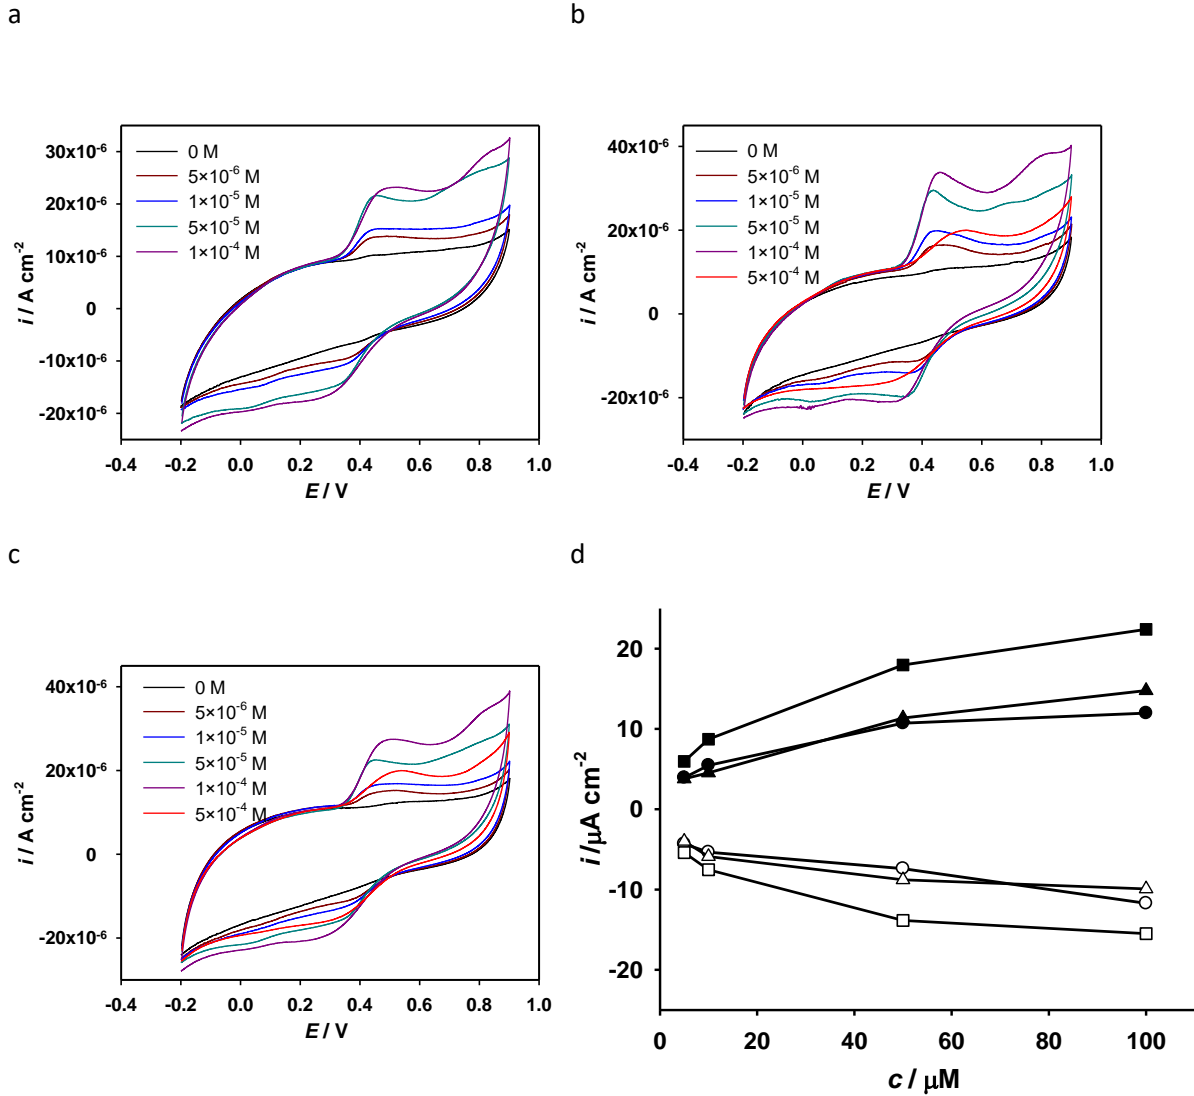 a
b
30x10⁻⁶
20x10⁻⁶
10x10⁻⁶
0
-10x10⁻⁶
-20x10⁻⁶
i / A cm⁻²
0 M
5×10⁻⁶ M
1×10⁻⁵ M
5×10⁻⁵ M
1×10⁻⁴ M
-0.4 -0.2 0.0 0.2 0.4 0.6 0.8 1.0
E / V
40x10⁻⁶
20x10⁻⁶
0
-20x10⁻⁶
i / A cm⁻²
0 M
5×10⁻⁶ M
1×10⁻⁵ M
5×10⁻⁵ M
1×10⁻⁴ M
5×10⁻⁴ M
-0.4 -0.2 0.0 0.2 0.4 0.6 0.8 1.0
E / V
c
d
40x10⁻⁶
20x10⁻⁶
0
-20x10⁻⁶
i / A cm⁻²
0 M
5×10⁻⁶ M
1×10⁻⁵ M
5×10⁻⁵ M
1×10⁻⁴ M
5×10⁻⁴ M
-0.4 -0.2 0.0 0.2 0.4 0.6 0.8 1.0
E / V
20
10
0
-10
-20
i /μA cm⁻²
0 20 40 60 80 100
c / μM